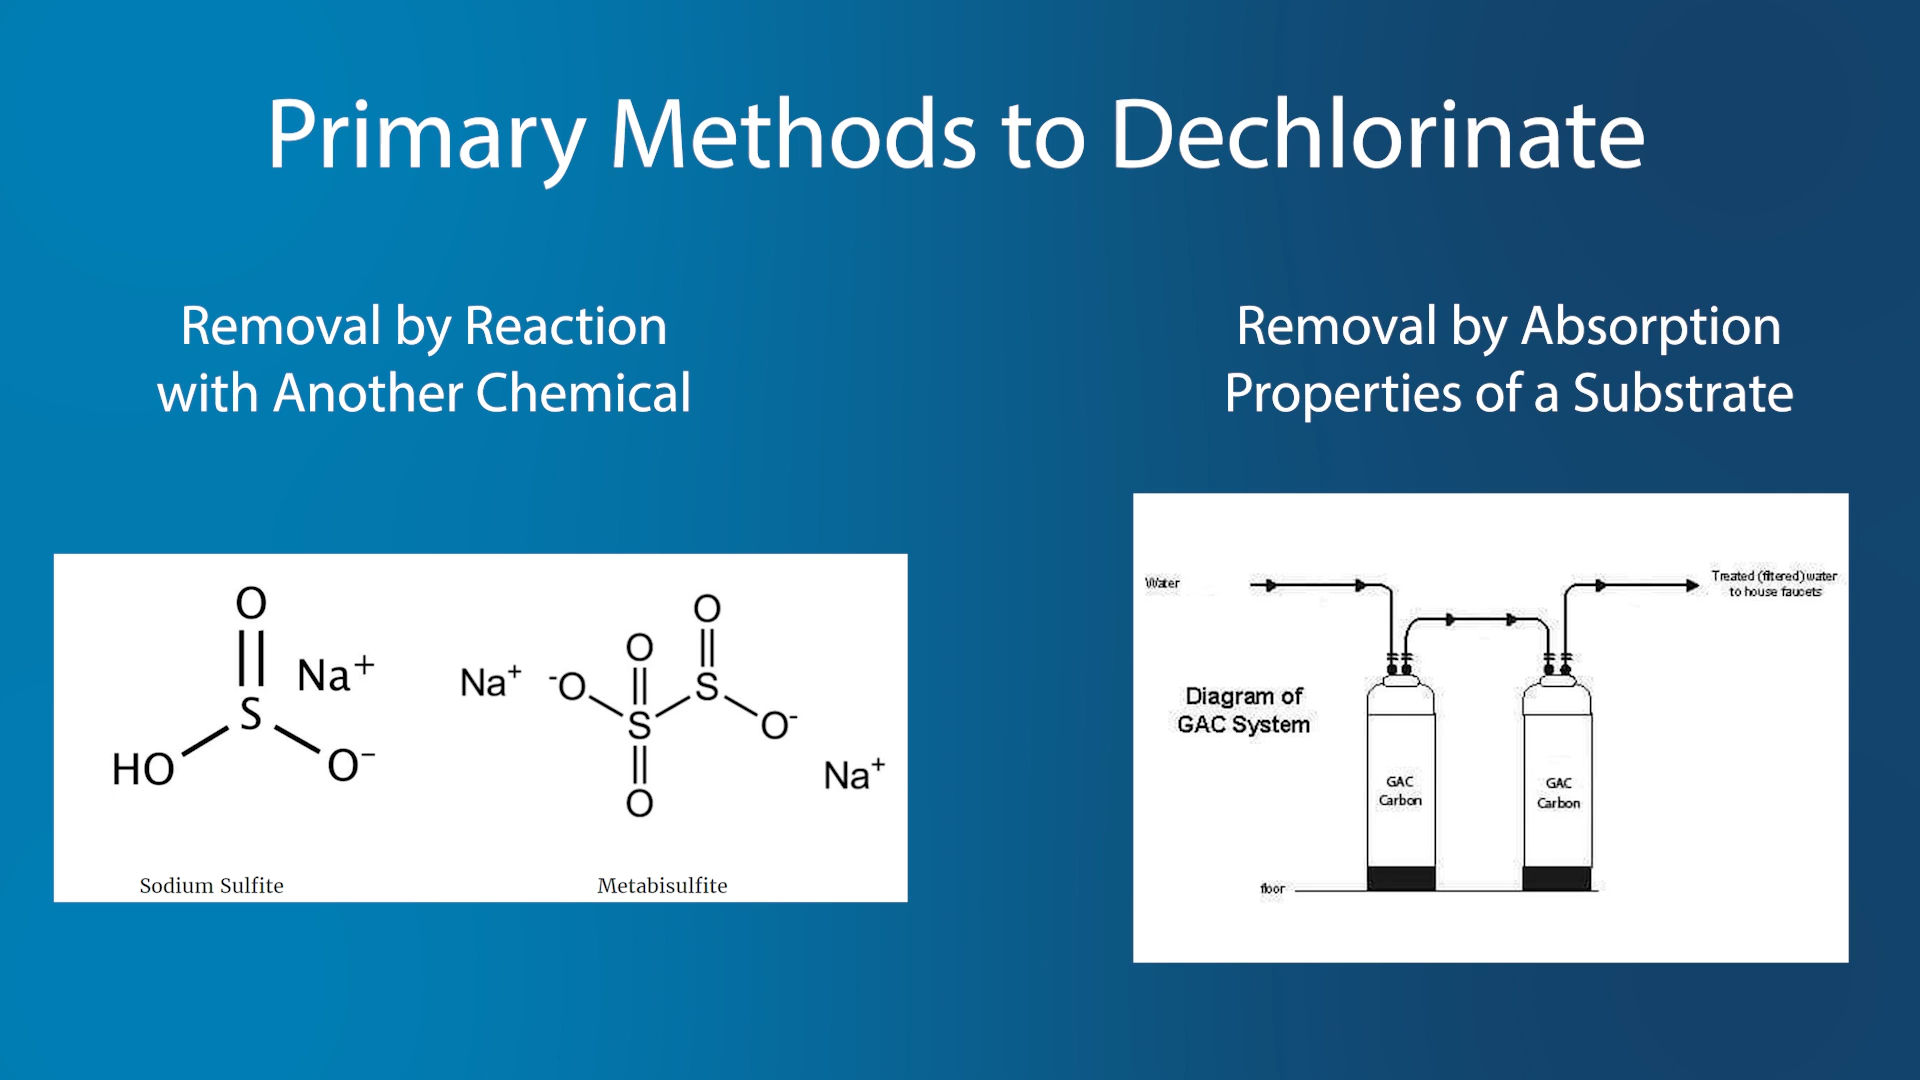 Primary Methods to Dechlorinate
Removal by Reaction
with Another Chemical
O
S
Na+
HO
O−
Sodium Sulfite
Na+
-O
O
S
O
O
S
O-
Na+
Metabisulfite
Removal by Absorption
Properties of a Substrate
Water
Treated (filtered) water
to house faucets
Diagram of
GAC System
GAC
Carbon
GAC
Carbon
floor